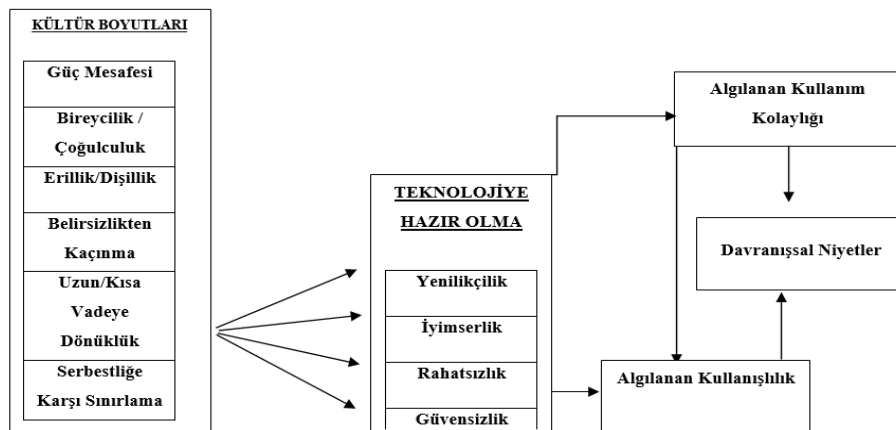 KÜLTÜR BOYUTLARI
Güç Mesafesi
Bireycilik /
Çoğulculuk
Erillik/Dişillik
Belirsizlikten
Kaçınma
Uzun/Kısa
Vadeye
Dönüklük
Serbestliğe
Karşı Sınırlama
TEKNOLOJİYE
HAZIR OLMA
Yenilikçilik
İyimserlik
Rahatsızlık
Güvensizlik
Algılanan Kullanım
Kolaylığı
Davranışsal Niyetler
Algılanan Kullanışlılık